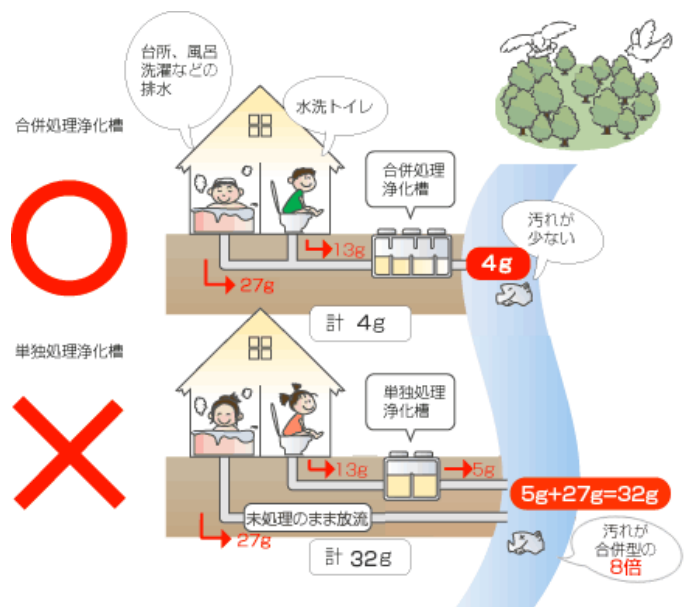 台所、風呂
洗濯などの
排水
水洗トイレ
合併処理浄化槽
合併処理
浄化槽
汚れが
少ない
13g
4g
27g
計 4g
単独処理浄化槽
単独処理
浄化槽
13g
5g
5g+27g=32g
未処理のまま放流
27g
計 32g
汚れが
合併型の
8倍